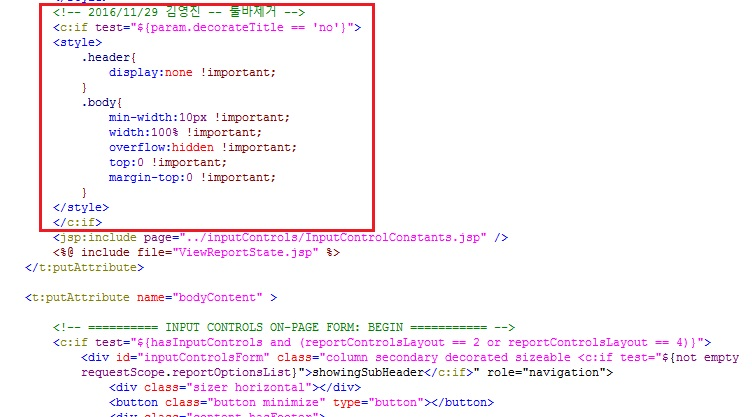 <!-- 2016/11/29 김영진 -- 툴바제거 -->
<c:if test="${param.decorateTitle == 'no'}">
<style>
.header{
display:none !important;
}
.body{
min-width:10px !important;
width:100% !important;
overflow:hidden !important;
top:0 !important;
margin-top:0 !important;
}
</style>
</c:if>
<jsp:include page="../inputControls/InputControlConstants.jsp" />
<%@ include file="ViewReportState.jsp" %>
</t:putAttribute>
<t:putAttribute name="bodyContent" >
<!-- ========== INPUT CONTROLS ON-PAGE FORM: BEGIN =========== -->
<c:if test="${hasInputControls and (reportControlsLayout == 2 or reportControlsLayout == 4)}">
<div id="inputControlsForm" class="column secondary decorated sizeable <c:if test="${not empty
requestScope.reportOptionsList}">showingSubHeader</c:if>" role="navigation">
<div class="sizer horizontal"></div>
<button class="button minimize" type="button"></button>